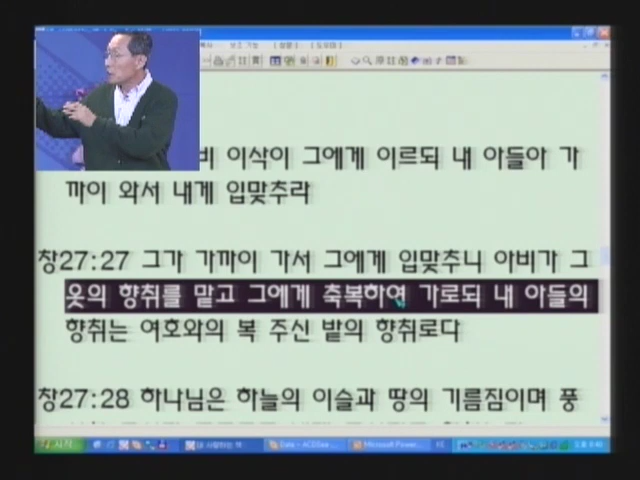 이삭이 그에게 이르되 내 아들아 가
까이 와서 내게 입맞추라
창27:27 그가 가까이 가서 그에게 입맞추니 아비가 그
옷의 향취를 맡고 그에게 축복하여 가로되 내 아들의
향취는 여호와의 복 주신 밭의 향취로다
창27:28 하나님은 하늘의 이슬과 땅의 기름짐이며 풍
시작
Microsoft Power...